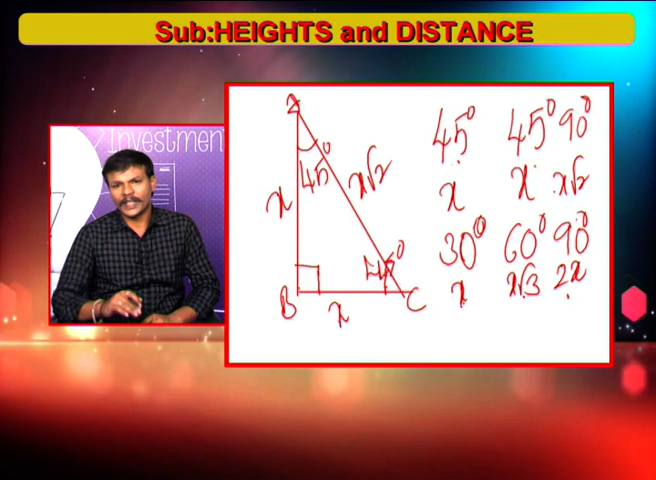 Sub:HEIGHTS and DISTANCE
Investment
A
45°
x
x√2
45°
B
x
C
45° 45° 90°
x x x√2
30° 60° 90°
x x√3 2x